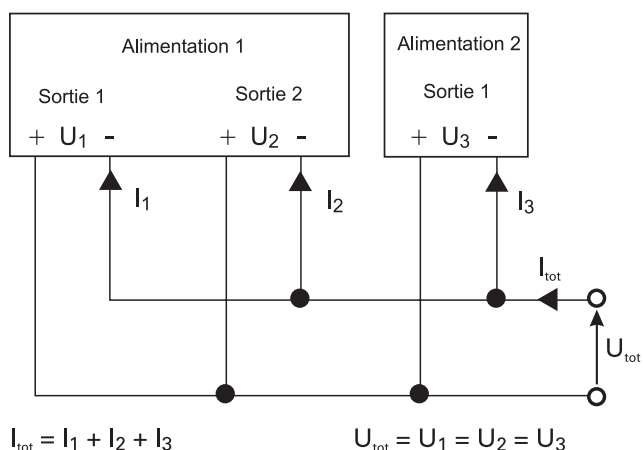 Alimentation 1
Alimentation 2
Sortie 1
Sortie 2
Sortie 1
+ U1 -
+ U2 -
+ U3 -
I1
I2
I3
Itot
Utot
Itot = I1 + I2 + I3
Utot = U1 = U2 = U3